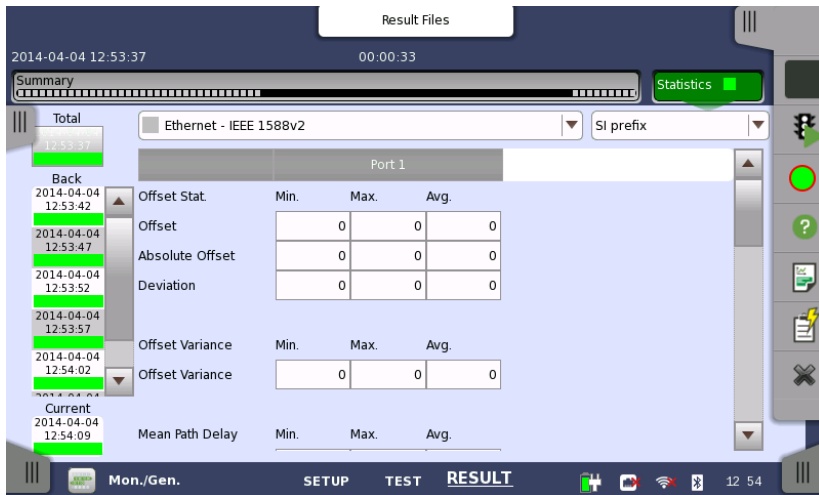 Result Files
2014-04-04 12:53:37 00:00:33
Summary
Statistics
Total
12:53:37
Ethernet - IEEE 1588v2
SI prefix
Port 1
Back
2014-04-04
12:53:42
2014-04-04
12:53:47
2014-04-04
12:53:52
2014-04-04
12:53:57
2014-04-04
12:54:02
Current
2014-04-04
12:54:09
Offset Stat. Min. Max. Avg.
Offset 0 0 0
Absolute Offset 0 0 0
Deviation 0 0 0
Offset Variance Min. Max. Avg.
Offset Variance 0 0 0
Mean Path Delay Min. Max. Avg.
Mon./Gen. SETUP TEST RESULT 12 54